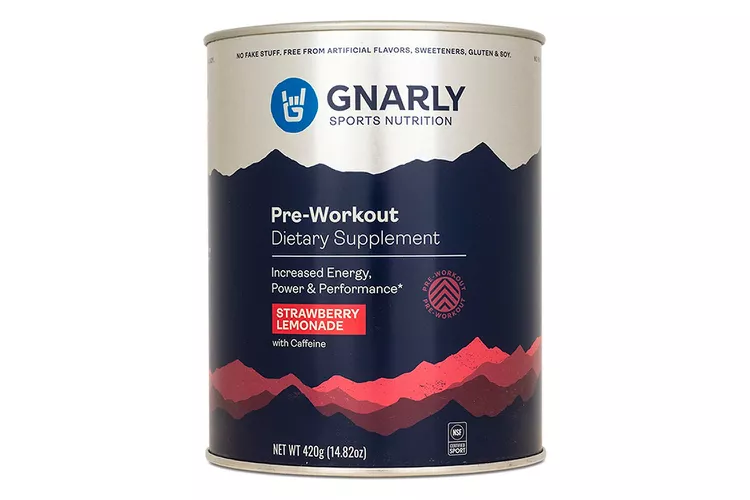 NO FAKE STUFF, FREE FROM ARTIFICIAL FLAVORS, SWEETENERS, GLUTEN & SOY.
GNARLY
SPORTS NUTRITION
Pre-Workout
Dietary Supplement
Increased Energy,
Power & Performance*
PRE-WORKOUT
PRE-WORKOUT
STRAWBERRY
LEMONADE
with Caffeine
NET WT 420g (14.82oz)
NSF
CERTIFIED
SPORT